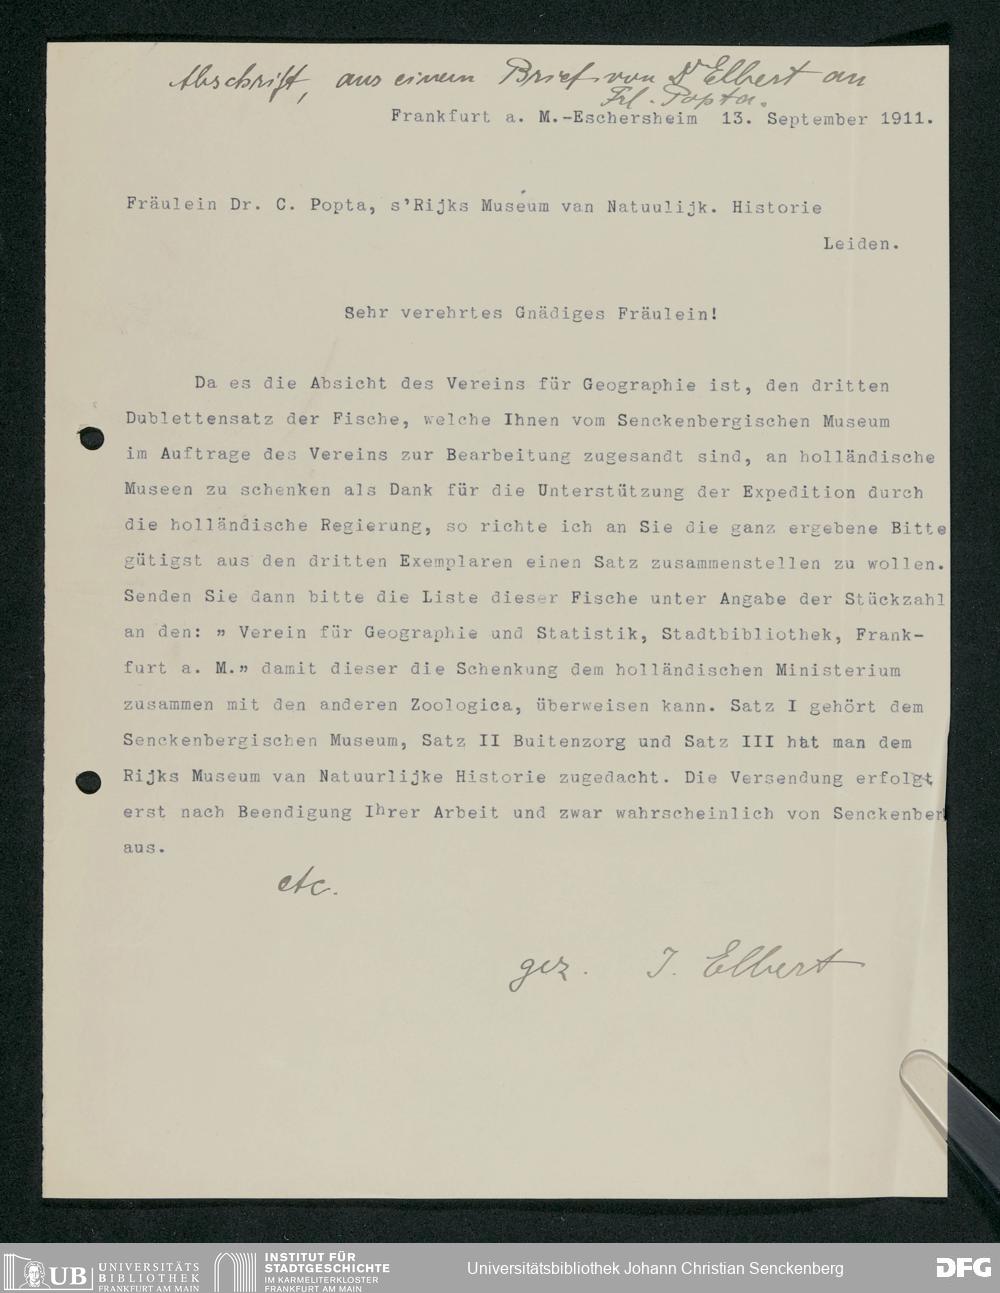 Abschrift, aus einem Brief von Dr Elbert an
Frl. Popta.
Frankfurt a. M.-Eschersheim 13. September 1911.
Fräulein Dr. C. Popta, s'Rijks Museum van Natuulijk. Historie
Leiden.
Sehr verehrtes Gnädiges Fräulein!
Da es die Absicht des Vereins für Geographie ist, den dritten
Dublettensatz der Fische, welche Ihnen vom Senckenbergischen Museum
im Auftrage des Vereins zur Bearbeitung zugesandt sind, an holländische
Museen zu schenken als Dank für die Unterstützung der Expedition durch
die holländische Regierung, so richte ich an Sie die ganz ergebene Bitte
gütigst aus den dritten Exemplaren einen Satz zusammenstellen zu wollen.
Senden Sie dann bitte die Liste dieser Fische unter Angabe der Stückzahl
an den: „ Verein für Geographie und Statistik, Stadtbibliothek, Frank-
furt a. M.„ damit dieser die Schenkung dem holländischen Ministerium
zusammen mit den anderen Zoologica, überweisen kann. Satz I gehört dem
Senckenbergischen Museum, Satz II Buitenzorg und Satz III hat man dem
Rijks Museum van Natuurlijke Historie zugedacht. Die Versendung erfolgt
erst nach Beendigung Ihrer Arbeit und zwar wahrscheinlich von Senckenber
aus.
etc.
gez. J. Elbert
UB UNIVERSITÄTS BIBLIOTHEK FRANKFURT AM MAIN
INSTITUT FÜR STADTGESCHICHTE IM KARMELITERKLOSTER FRANKFURT AM MAIN
Universitätsbibliothek Johann Christian Senckenberg
DFG